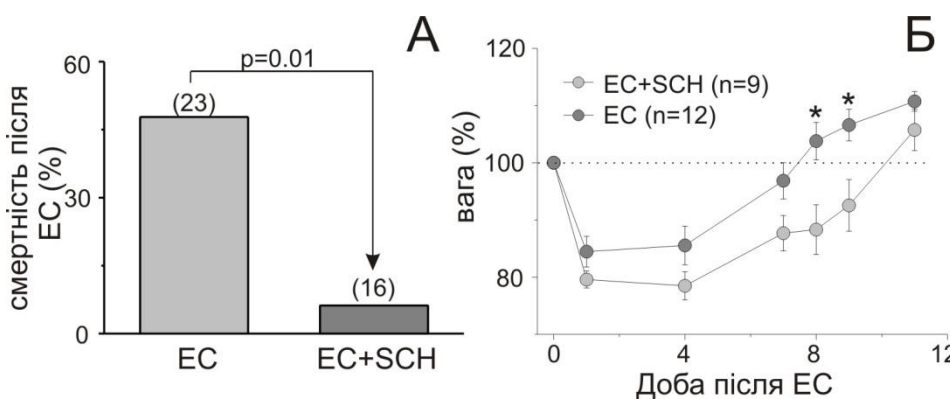 А
60
p=0.01
(23)
30
(16)
0
смертність після
ЕС (%)
ЕС
ЕС+SCH
Б
120
ЕС+SCH (n=9)
ЕС (n=12)
*
*
100
вага (%)
80
0
4
8
12
Доба після ЕС